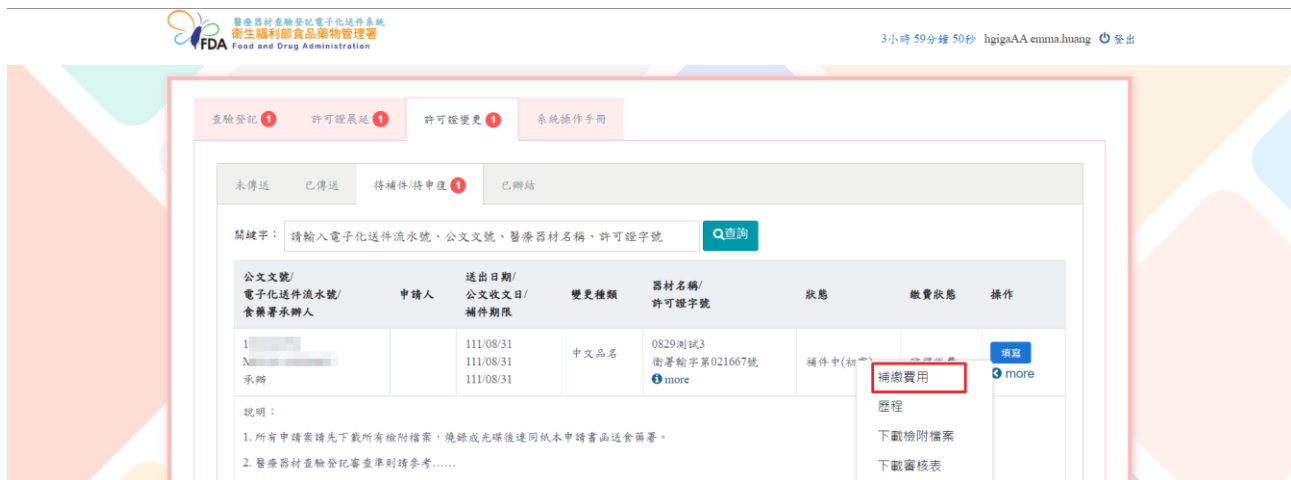 醫療器材查驗登記電子化送件系統
衛生福利部食品藥物管理署
FDA Food and Drug Administration
3小時 59分鐘 50秒 hgigaAA emma.huang 登出
查驗登記 1 許可證展延 1 許可證變更 1 系統操作手冊
未傳送 已傳送 待補件/待申復 1 已辦結
關鍵字： 請輸入電子化送件流水號、公文文號、醫療器材名稱、許可證字號 查詢
公文文號/
電子化送件流水號/
食藥署承辦人
申請人
送出日期/
公文收文日/
補件期限
變更種類
器材名稱/
許可證字號
狀態
繳費狀態
操作
1
承辦
111/08/31
111/08/31
111/08/31
中文品名
0829測試3
衛署輸字第021667號
more
補件中(初審)
填寫
more
補繳費用
歷程
下載檢附檔案
下載審核表
說明：
1. 所有申請案請先下載所有檢附檔案，燒錄成光碟後連同紙本申請書函送食藥署。
2. 醫療器材查驗登記審查準則請參考......